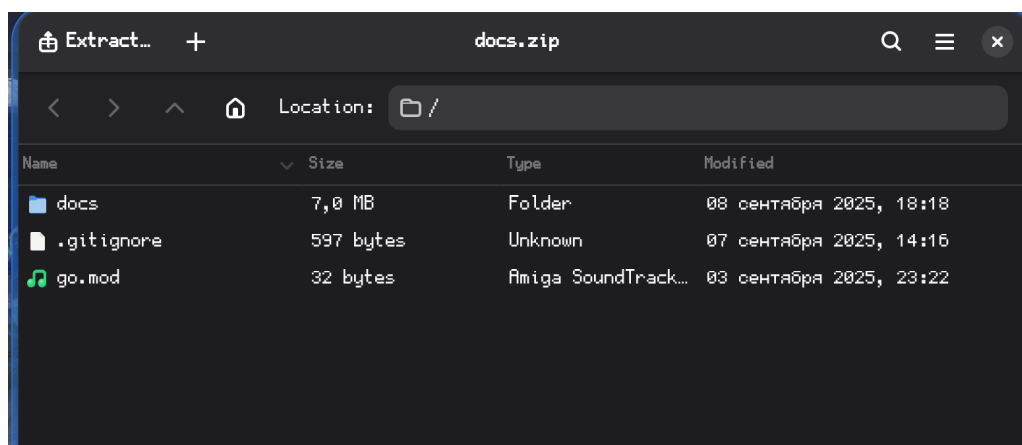 Extract… + docs.zip
Location: /
Name Size Type Modified
docs 7,0 MB Folder 08 сентября 2025, 18:18
.gitignore 597 bytes Unknown 07 сентября 2025, 14:16
go.mod 32 bytes Amiga SoundTrack… 03 сентября 2025, 23:22